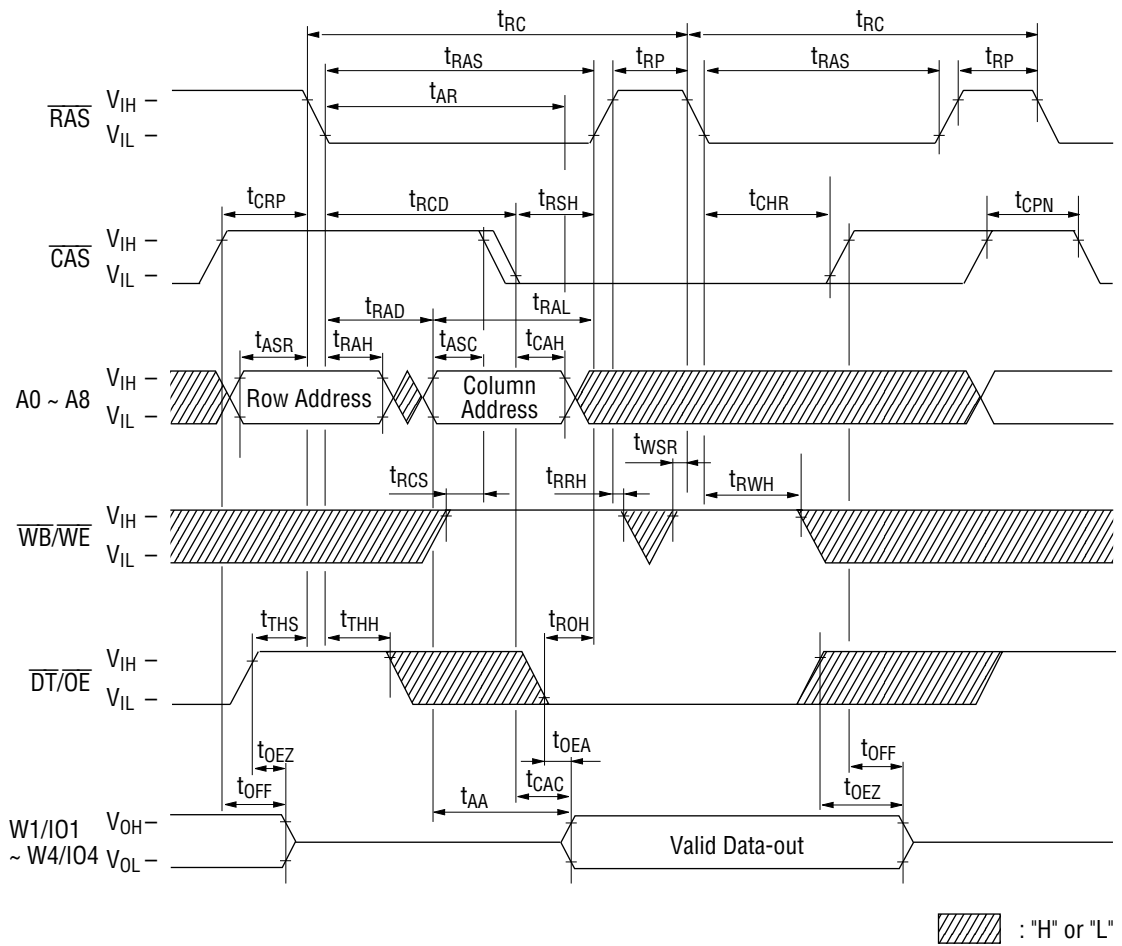 tRC tRC
tRAS tRP tRAS tRP
tAR
RAS VIH –
VIL –
tCRP tRCD tRSH tCHR tCPN
CAS VIH –
VIL –
tRAD tRAL
tASR tRAH tASC tCAH
A0 ~ A8 VIH –
VIL –
Row Address
Column
Address
tWSR
tRCS tRRH tRWH
WB/WE VIH –
VIL –
tTHS tTHH tROH
DT/OE VIH –
VIL –
tOEZ tOEA tOFF
tOFF tAA tCAC tOEZ
W1/IO1
~ W4/IO4
VOH –
VOL –
Valid Data-out
: "H" or "L"